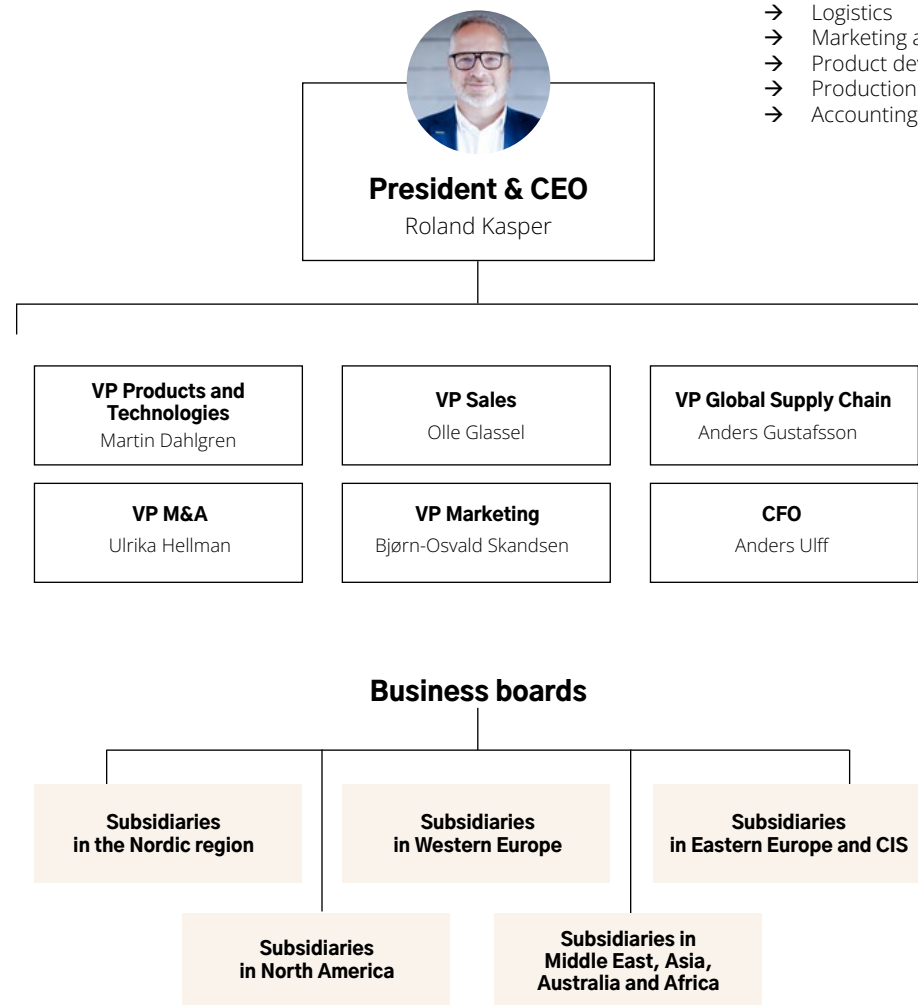 → Logistics
→ Marketing a
→ Product de
→ Production
→ Accounting
President & CEO
Roland Kasper
VP Products and
Technologies
Martin Dahlgren
VP Sales
Olle Glassel
VP Global Supply Chain
Anders Gustafsson
VP M&A
Ulrika Hellman
VP Marketing
Bjørn-Osvald Skandsen
CFO
Anders Ulff
Business boards
Subsidiaries
in the Nordic region
Subsidiaries
in Western Europe
Subsidiaries
in Eastern Europe and CIS
Subsidiaries
in North America
Subsidiaries in
Middle East, Asia,
Australia and Africa